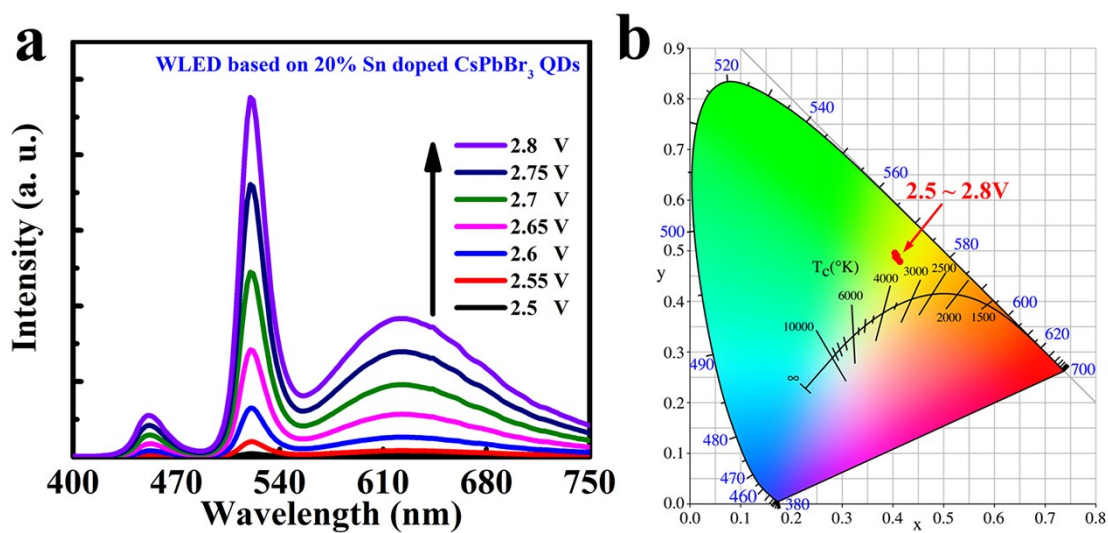 a
WLED based on 20% Sn doped CsPbBr₃ QDs
2.8 V
2.75 V
2.7 V
2.65 V
2.6 V
2.55 V
2.5 V
Intensity (a. u.)
400 470 540 610 680 750
Wavelength (nm)
b
0.9
0.8
0.7
0.6
0.5
y
0.4
0.3
0.2
0.1
0.0
0.0 0.1 0.2 0.3 0.4 0.5 0.6 0.7 0.8
x
520
540
560
2.5 ~ 2.8V
500
580
Tc(°K)
4000
3000
2500
6000
10000
2000
1500
600
∞
620
490
700
480
470
460
380